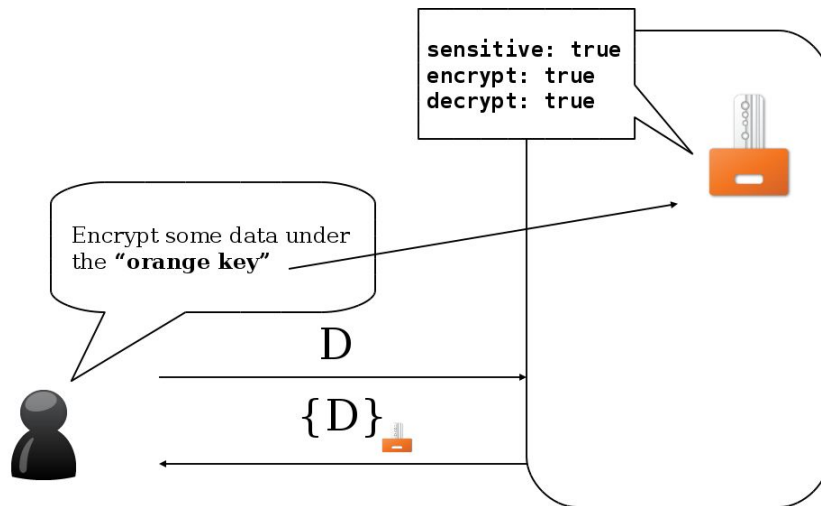 sensitive: true
encrypt: true
decrypt: true
Encrypt some data under
the “orange key”
D
{D}